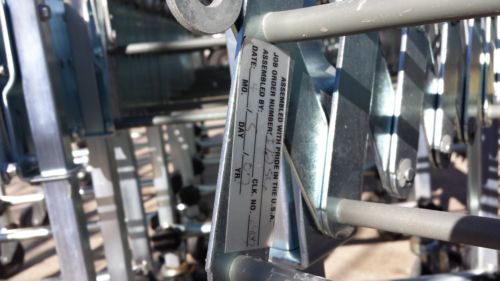 ASSEMBLED WITH PRIDE IN THE U.S.A.
JOB ORDER NUMBER:
ASSEMBLED BY:
DATE: CLK. NO.
MO. DAY YR.